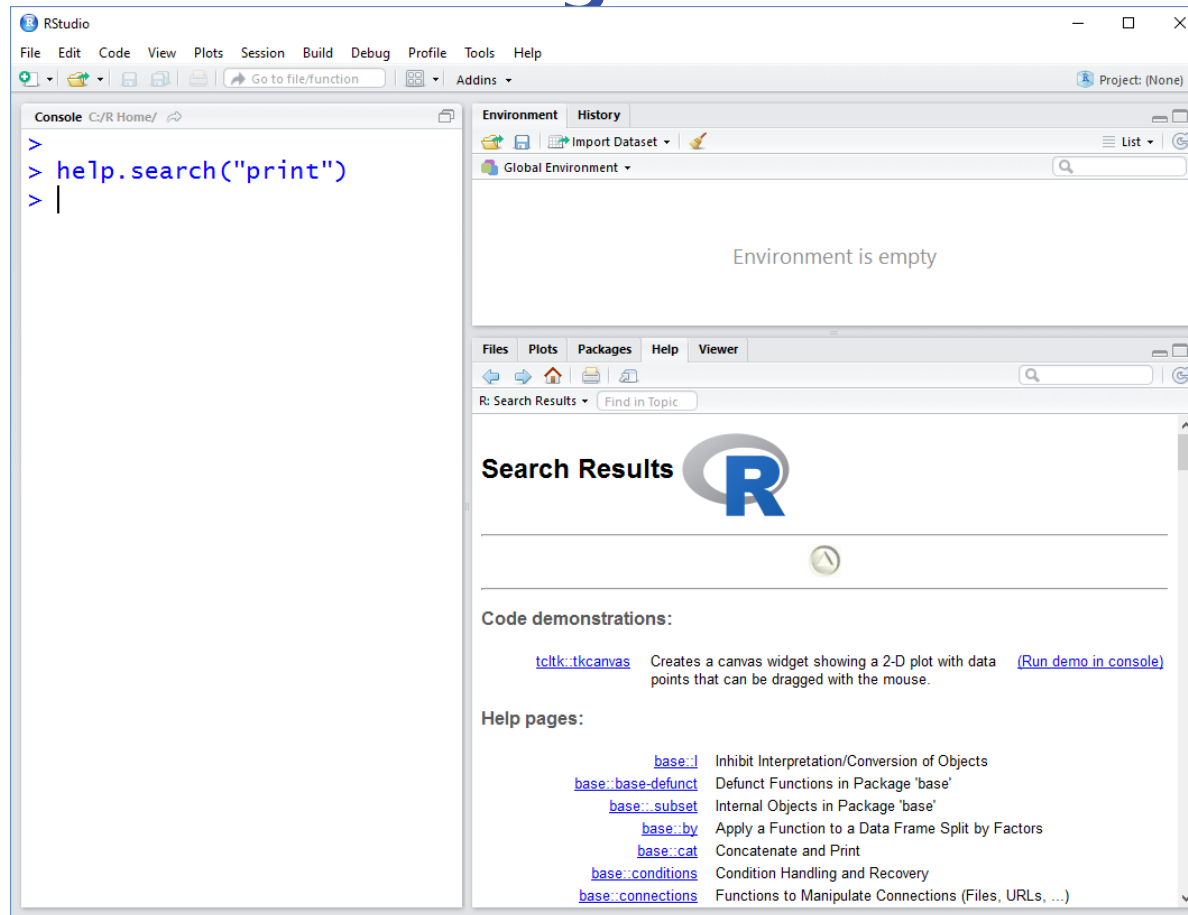 RStudio
File Edit Code View Plots Session Build Debug Profile Tools Help
Go to file/function Addins Project: (None)
Console C:/R Home/
>
> help.search("print")
>
Environment History
Import Dataset List
Global Environment
Environment is empty
Files Plots Packages Help Viewer
R: Search Results Find in Topic
Search Results R
Code demonstrations:
tcltk::tkcanvas Creates a canvas widget showing a 2-D plot with data (Run demo in console)
points that can be dragged with the mouse.
Help pages:
base::I Inhibit Interpretation/Conversion of Objects
base::base-defunct Defunct Functions in Package 'base'
base::.subset Internal Objects in Package 'base'
base::by Apply a Function to a Data Frame Split by Factors
base::cat Concatenate and Print
base::conditions Condition Handling and Recovery
base::connections Functions to Manipulate Connections (Files, URLs, ...)